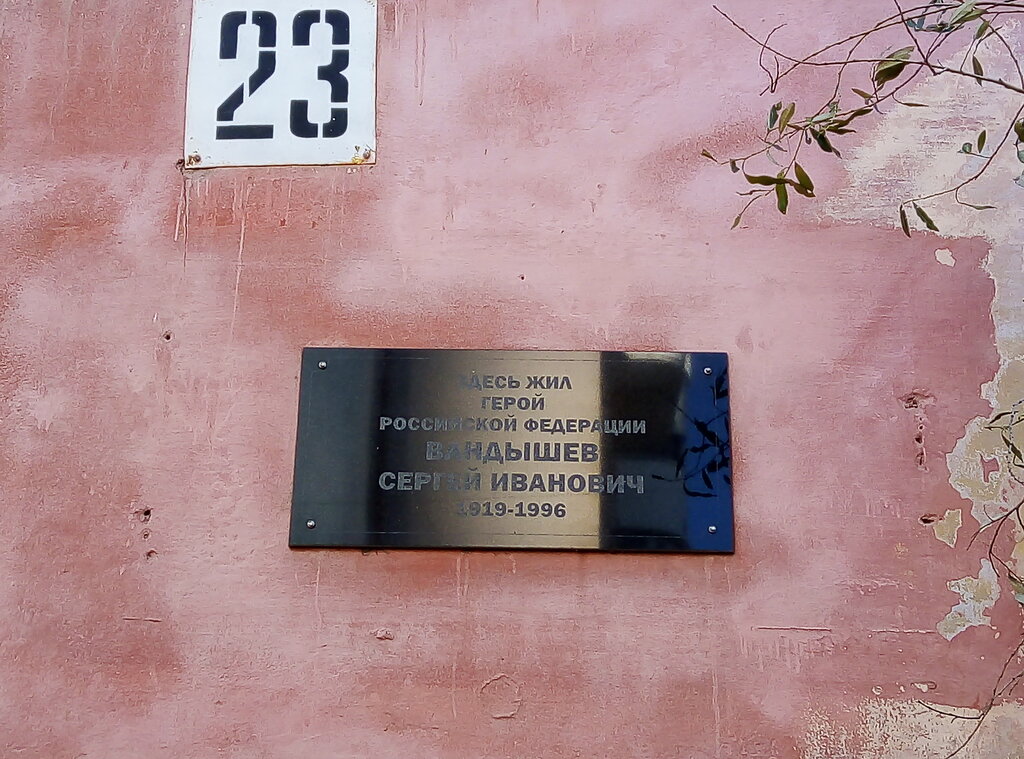 23
ЗДЕСЬ ЖИЛ
ГЕРОЙ
РОССИЙСКОЙ ФЕДЕРАЦИИ
ВАНДЫШЕВ
СЕРГЕЙ ИВАНОВИЧ
1919-1996